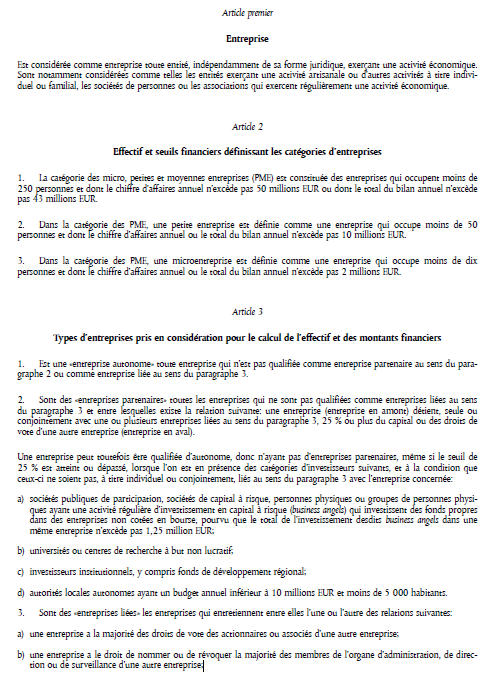 Article premier
Entreprise
Est considérée comme entreprise toute entité, indépendamment de sa forme juridique, exerçant une activité économique.
Sont notamment considérées comme telles les entités exerçant une activité artisanale ou d'autres activités à titre indivi-
duel ou familial, les sociétés de personnes ou les associations qui exercent régulièrement une activité économique.
Article 2
Effectif et seuils financiers définissant les catégories d'entreprises
1. La catégorie des micro, petites et moyennes entreprises (PME) est constituée des entreprises qui occupent moins de
250 personnes et dont le chiffre d'affaires annuel n'excède pas 50 millions EUR ou dont le total du bilan annuel n'excède
pas 43 millions EUR.
2. Dans la catégorie des PME, une petite entreprise est définie comme une entreprise qui occupe moins de 50
personnes et dont le chiffre d'affaires annuel ou le total du bilan annuel n'excède pas 10 millions EUR.
3. Dans la catégorie des PME, une microentreprise est définie comme une entreprise qui occupe moins de dix
personnes et dont le chiffre d'affaires annuel ou le total du bilan annuel n'excède pas 2 millions EUR.
Article 3
Types d'entreprises pris en considération pour le calcul de l'effectif et des montants financiers
1. Est une «entreprise autonome» toute entreprise qui n'est pas qualifiée comme entreprise partenaire au sens du para-
graphe 2 ou comme entreprise liée au sens du paragraphe 3.
2. Sont des «entreprises partenaires» toutes les entreprises qui ne sont pas qualifiées comme entreprises liées au sens
du paragraphe 3 et entre lesquelles existe la relation suivante: une entreprise (entreprise en amont) détient, seule ou
conjointement avec une ou plusieurs entreprises liées au sens du paragraphe 3, 25 % ou plus du capital ou des droits de
vote d'une autre entreprise (entreprise en aval).
Une entreprise peut toutefois être qualifiée d'autonome, donc n'ayant pas d'entreprises partenaires, même si le seuil de
25 % est atteint ou dépassé, lorsque l'on est en présence des catégories d'investisseurs suivants, et à la condition que
ceux-ci ne soient pas, à titre individuel ou conjointement, liés au sens du paragraphe 3 avec l'entreprise concernée:
a) sociétés publiques de participation, sociétés de capital à risque, personnes physiques ou groupes de personnes physi-
ques ayant une activité régulière d'investissement en capital à risque (business angels) qui investissent des fonds propres
dans des entreprises non cotées en bourse, pourvu que le total de l'investissement desdits business angels dans une
même entreprise n'excède pas 1,25 million EUR;
b) universités ou centres de recherche à but non lucratif;
c) investisseurs institutionnels, y compris fonds de développement régional;
d) autorités locales autonomes ayant un budget annuel inférieur à 10 millions EUR et moins de 5 000 habitants.
3. Sont des «entreprises liées» les entreprises qui entretiennent entre elles l'une ou l'autre des relations suivantes:
a) une entreprise a la majorité des droits de vote des actionnaires ou associés d'une autre entreprise;
b) une entreprise a le droit de nommer ou de révoquer la majorité des membres de l'organe d'administration, de direc-
tion ou de surveillance d'une autre entreprise;